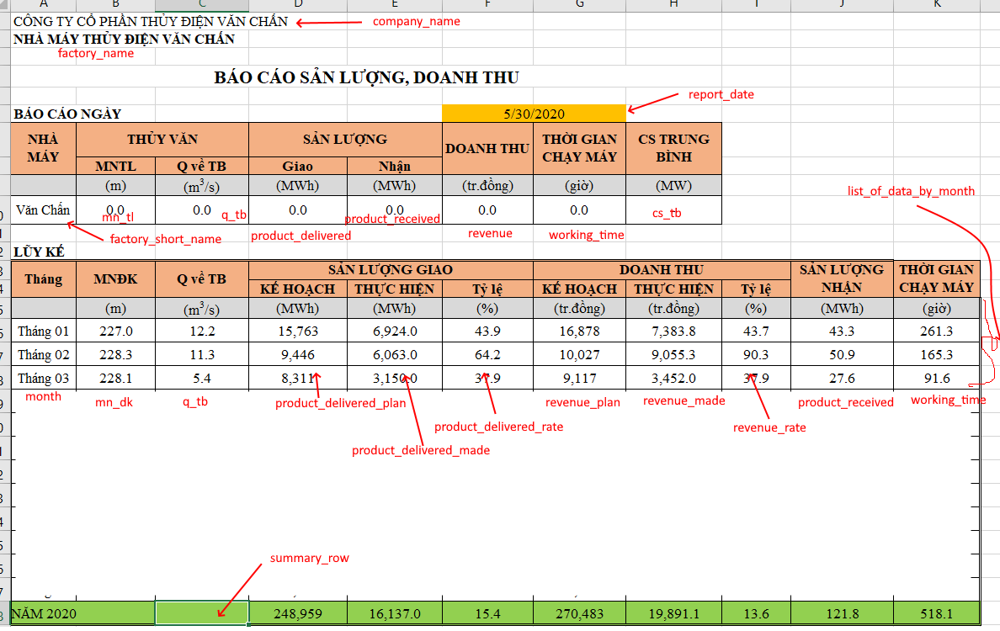 A B C D E F G H I J K
CÔNG TY CỔ PHẦN THỦY ĐIỆN VĂN CHẤN company_name
NHÀ MÁY THỦY ĐIỆN VĂN CHẤN
factory_name
BÁO CÁO SẢN LƯỢNG, DOANH THU
report_date
BÁO CÁO NGÀY 5/30/2020
NHÀ MÁY THỦY VĂN SẢN LƯỢNG DOANH THU THỜI GIAN CHẠY MÁY CS TRUNG BÌNH
MNTL Q về TB Giao Nhận
(m) (m³/s) (MWh) (MWh) (tr.đồng) (giờ) (MW)
list_of_data_by_month
Văn Chấn 0.0 0.0 0.0 0.0 0.0 0.0
mn_tl q_tb product_received cs_tb
factory_short_name product_delivered revenue working_time
LŨY KẾ
Tháng MNĐK Q về TB SẢN LƯỢNG GIAO DOANH THU SẢN LƯỢNG NHẬN THỜI GIAN CHẠY MÁY
KẾ HOẠCH THỰC HIỆN Tỷ lệ KẾ HOẠCH THỰC HIỆN Tỷ lệ
(m) (m³/s) (MWh) (MWh) (%) (tr.đồng) (tr.đồng) (%) (MWh) (giờ)
Tháng 01 227.0 12.2 15,763 6,924.0 43.9 16,878 7,383.8 43.7 43.3 261.3
Tháng 02 228.3 11.3 9,446 6,063.0 64.2 10,027 9,055.3 90.3 50.9 165.3
Tháng 03 228.1 5.4 8,311 3,150.0 37.9 9,117 3,452.0 37.9 27.6 91.6
month mn_dk q_tb product_delivered_plan revenue_plan revenue_made product_received working_time
product_delivered_rate revenue_rate
product_delivered_made
summary_row
NĂM 2020 248,959 16,137.0 15.4 270,483 19,891.1 13.6 121.8 518.1